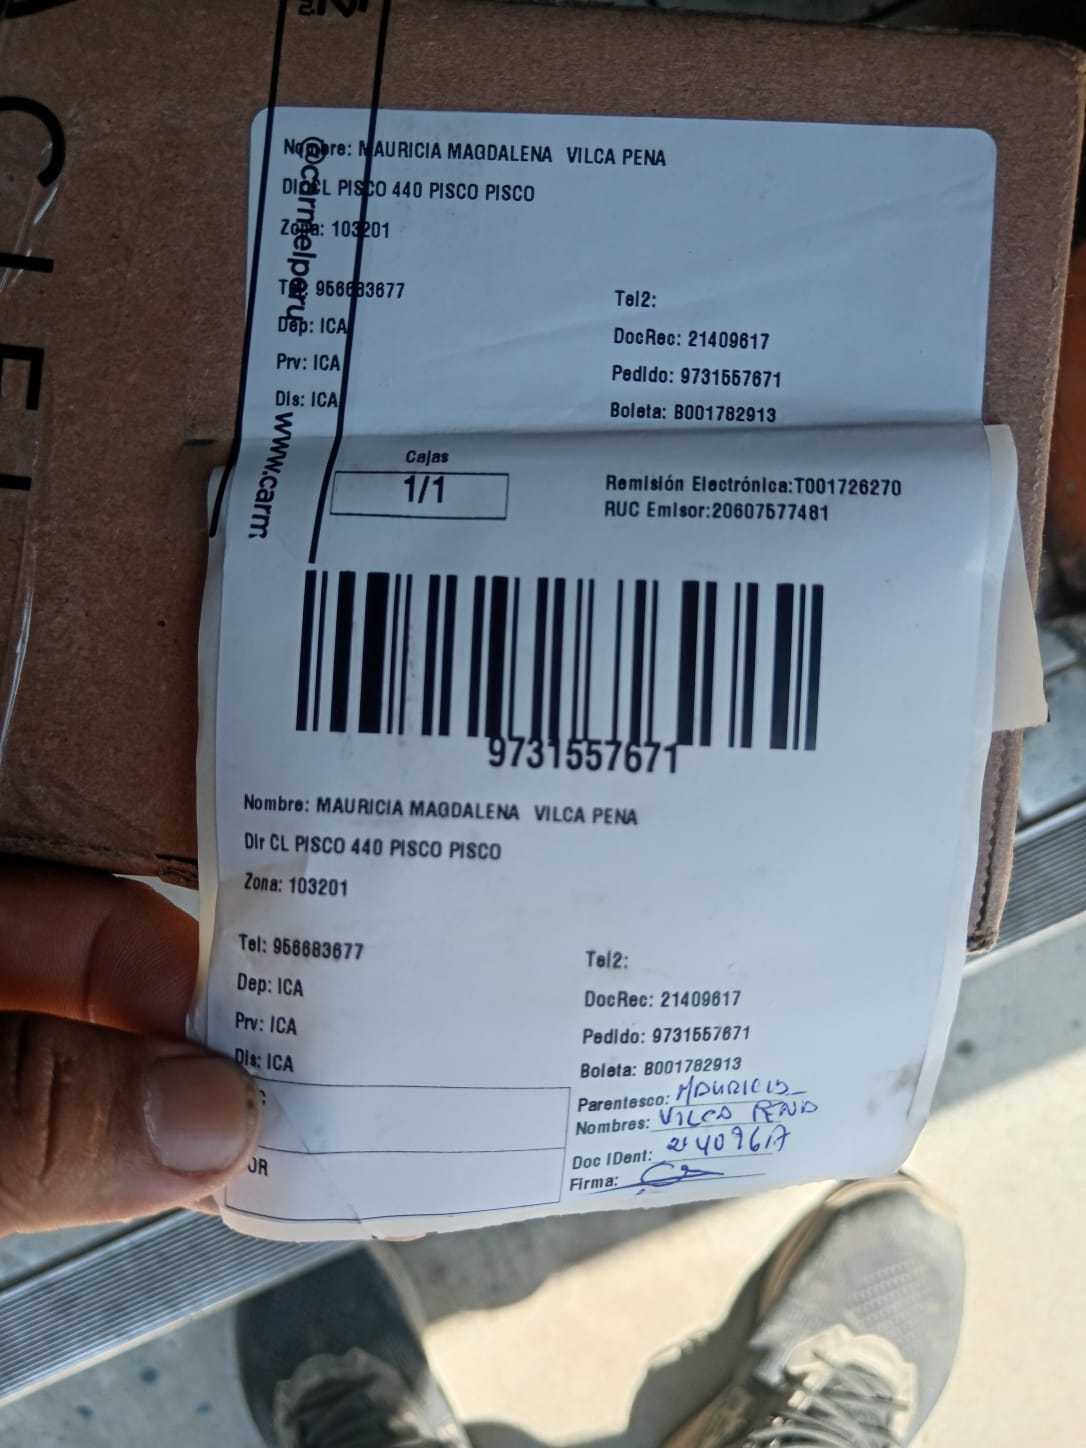 @carmelperu
www.carm
Nombre: MAURICIA MAGDALENA VILCA PENA
Dir CL PISCO 440 PISCO PISCO
Zona: 103201
Tel: 956683677
Tel2:
Dep: ICA
DocRec: 21409617
Prv: ICA
Pedido: 9731557671
Dis: ICA
Boleta: B001782913
Cajas
1/1
Remisión Electrónica:T001726270
RUC Emisor:20607577481
9731557671
Nombre: MAURICIA MAGDALENA VILCA PENA
Dir CL PISCO 440 PISCO PISCO
Zona: 103201
Tel: 956683677
Tel2:
Dep: ICA
DocRec: 21409617
Prv: ICA
Pedido: 9731557671
Dis: ICA
Boleta: B001782913
Parentesco: MAURICIA
Nombres: VILCA PENA
Doc IDent: 21409617
Firma: